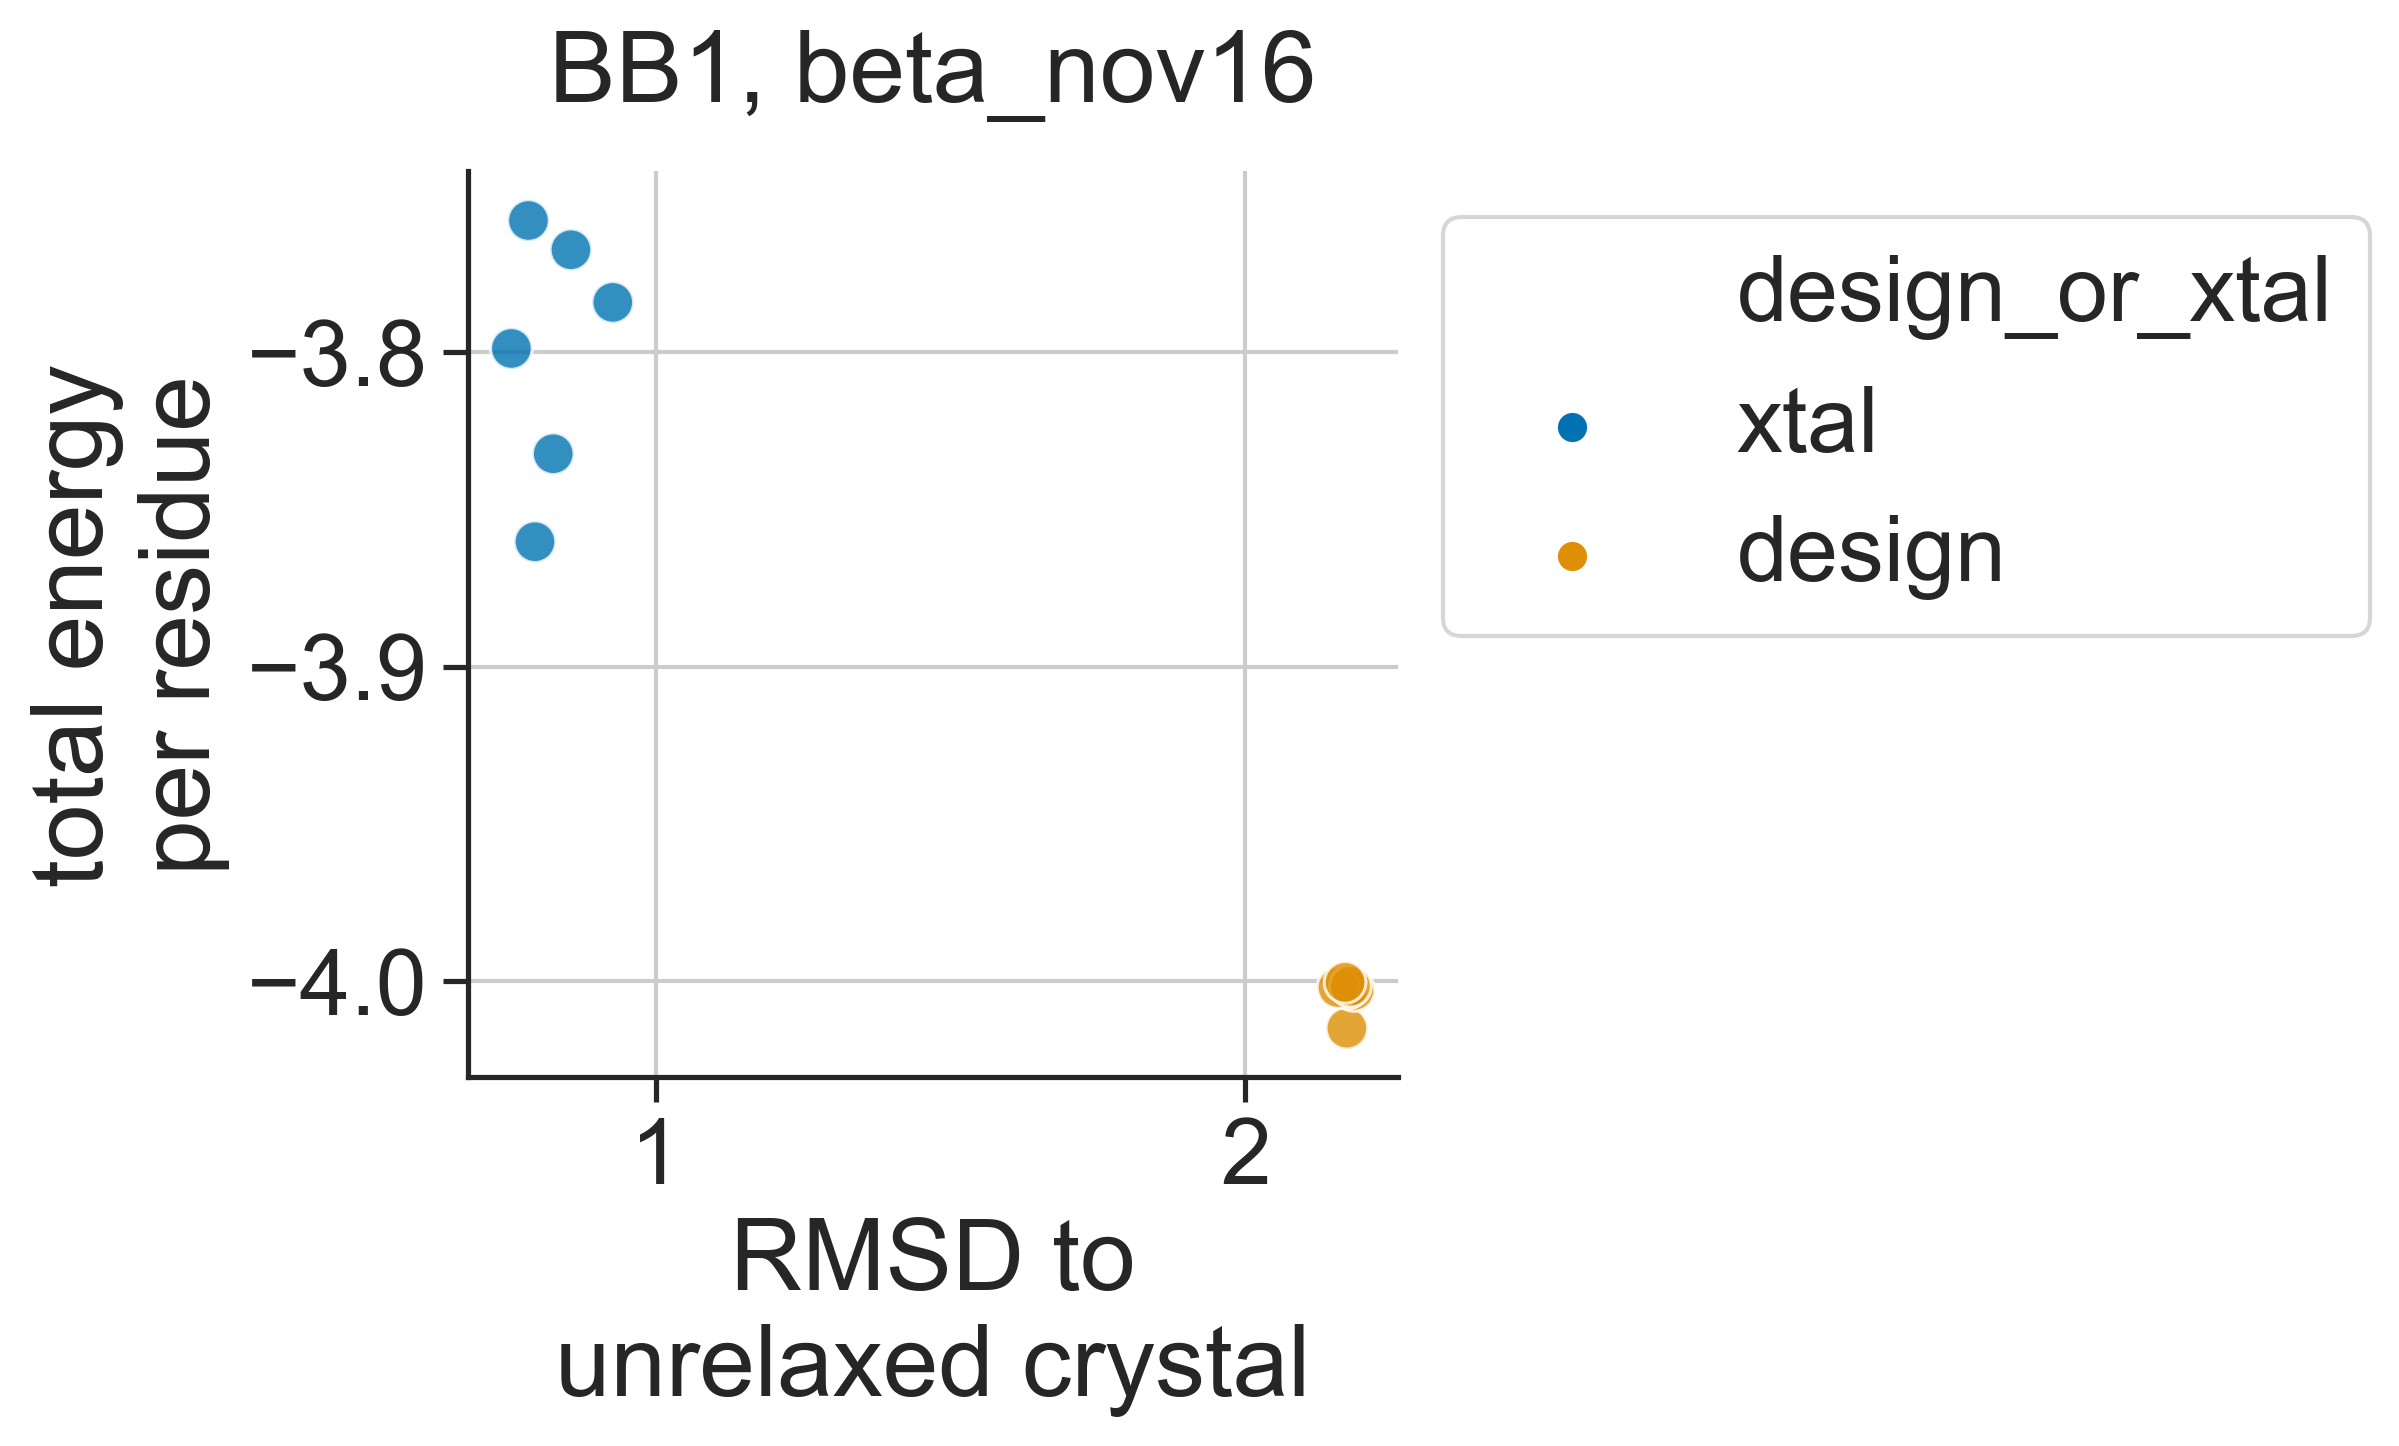 BB1, beta_nov16
total energy
per residue
−3.8
−3.9
−4.0
1
2
RMSD to
unrelaxed crystal
design_or_xtal
xtal
design